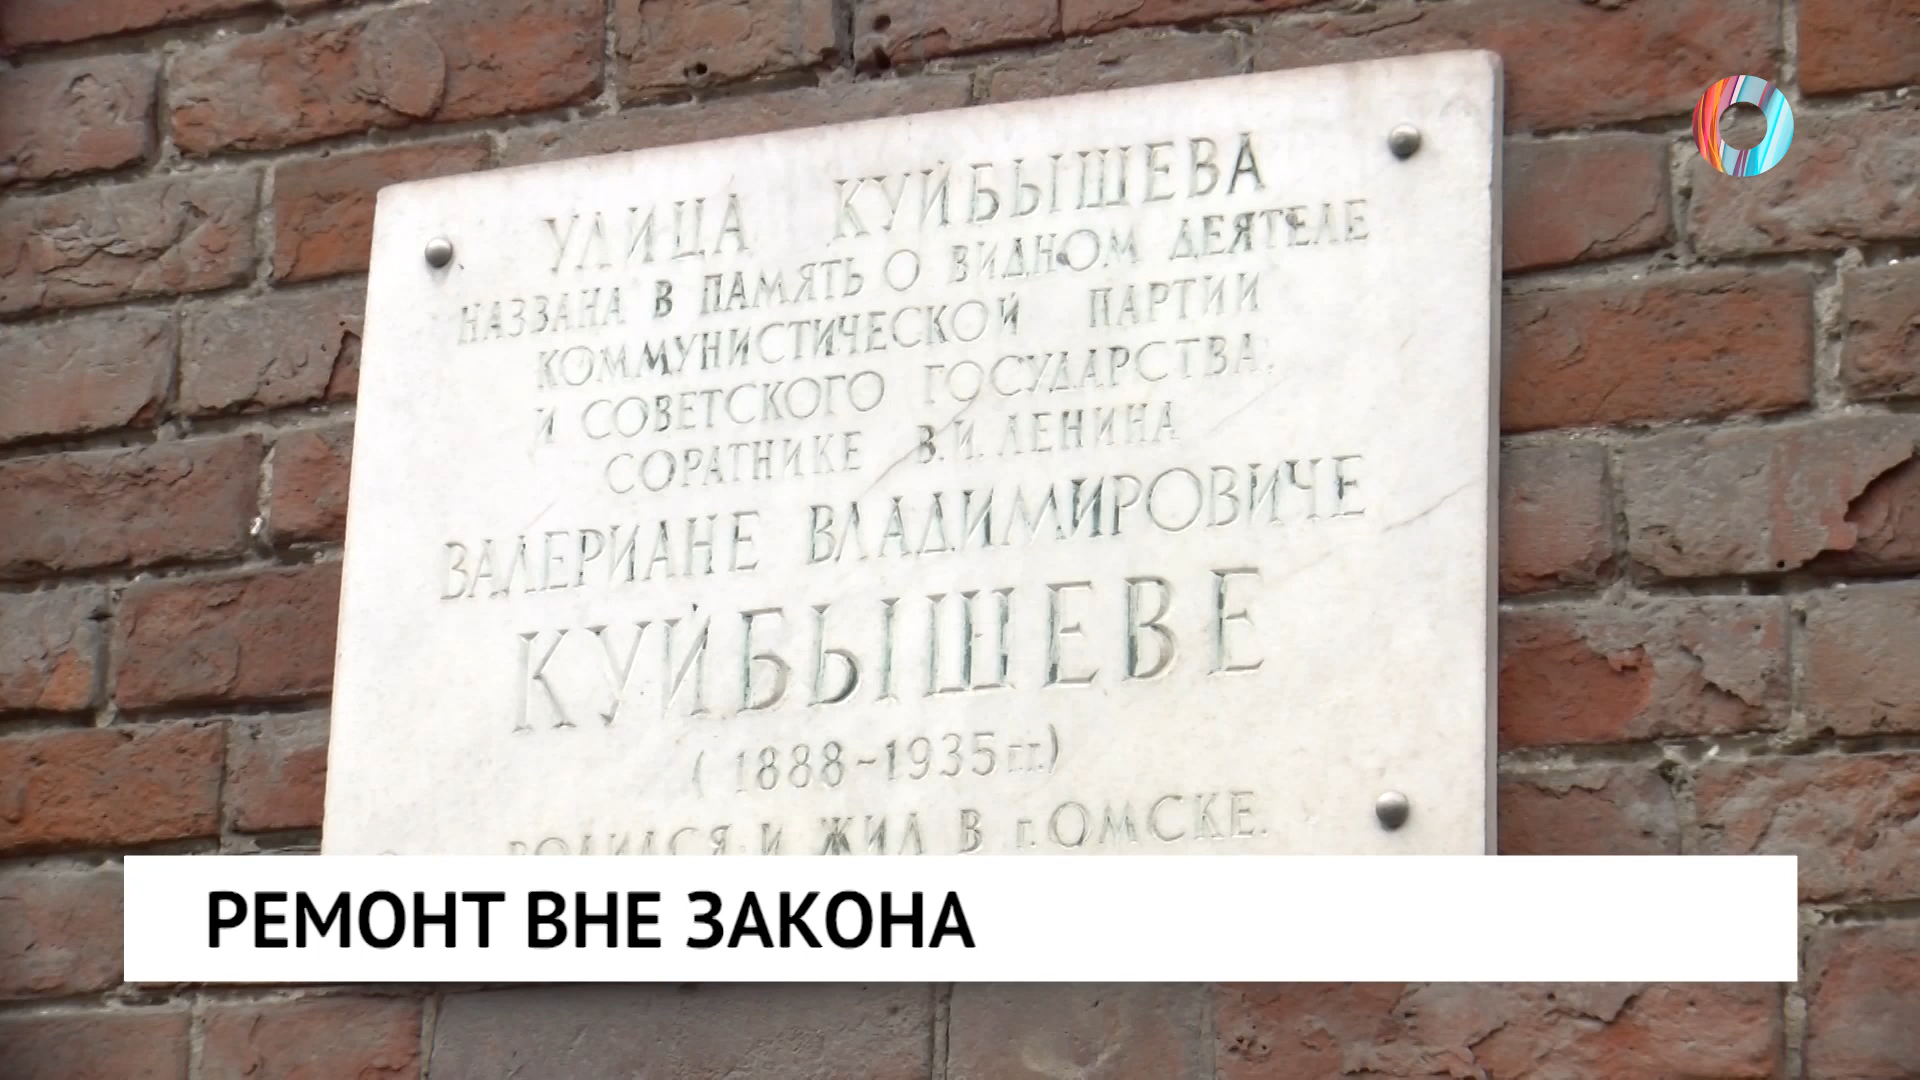 УЛИЦА КУЙБЫШЕВА
НАЗВАНА В ПАМЯТЬ О ВИДНОМ ДЕЯТЕЛЕ
КОММУНИСТИЧЕСКОЙ ПАРТИИ
И СОВЕТСКОГО ГОСУДАРСТВА,
СОРАТНИКЕ В.И.ЛЕНИНА
ВАЛЕРИАНЕ ВЛАДИМИРОВИЧЕ
КУЙБЫШЕВЕ
(1888-1935гг.)
РОДИЛСЯ И ЖИЛ В г.ОМСКЕ.
РЕМОНТ ВНЕ ЗАКОНА